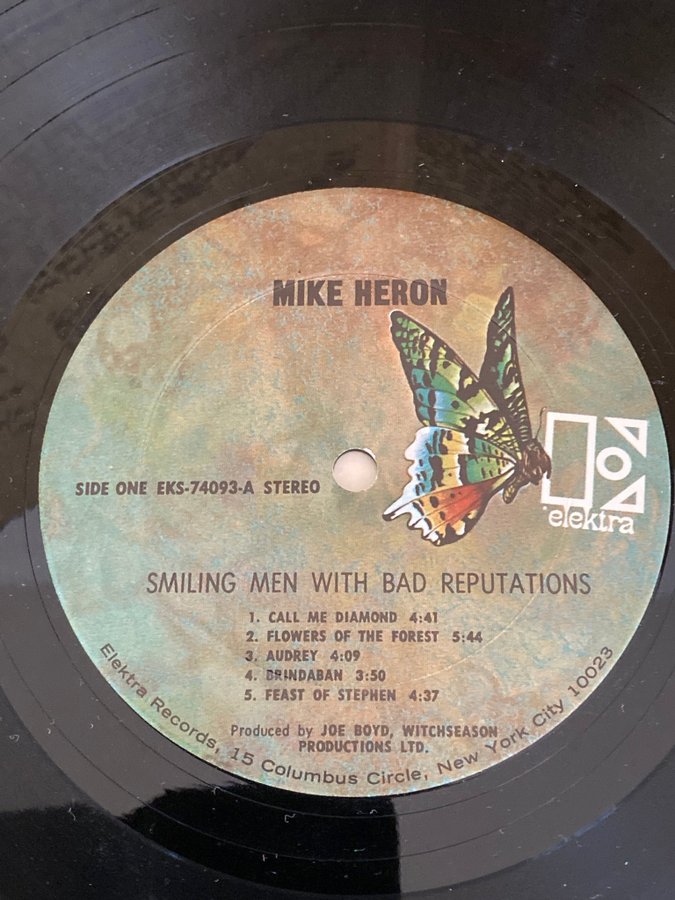 MIKE HERON
SIDE ONE EKS-74093-A STEREO
elektra
SMILING MEN WITH BAD REPUTATIONS
1. CALL ME DIAMOND 4:41
2. FLOWERS OF THE FOREST 5:44
3. AUDREY 4:09
4. BRINDABAN 3:50
5. FEAST OF STEPHEN 4:37
Produced by JOE BOYD, WITCHSEASON
PRODUCTIONS LTD.
Elektra Records, 15 Columbus Circle, New York City 10023